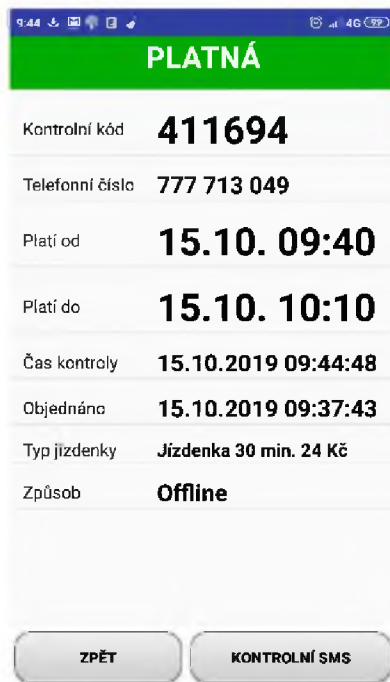 9:44 4G 99
PLATNÁ
Kontrolní kód 411694
Telefonní číslo 777 713 049
Platí od 15.10. 09:40
Platí do 15.10. 10:10
Čas kontroly 15.10.2019 09:44:48
Objednáno 15.10.2019 09:37:43
Typ jízdenky Jízdenka 30 min. 24 Kč
Způsob Offline
ZPĚT KONTROLNÍ SMS